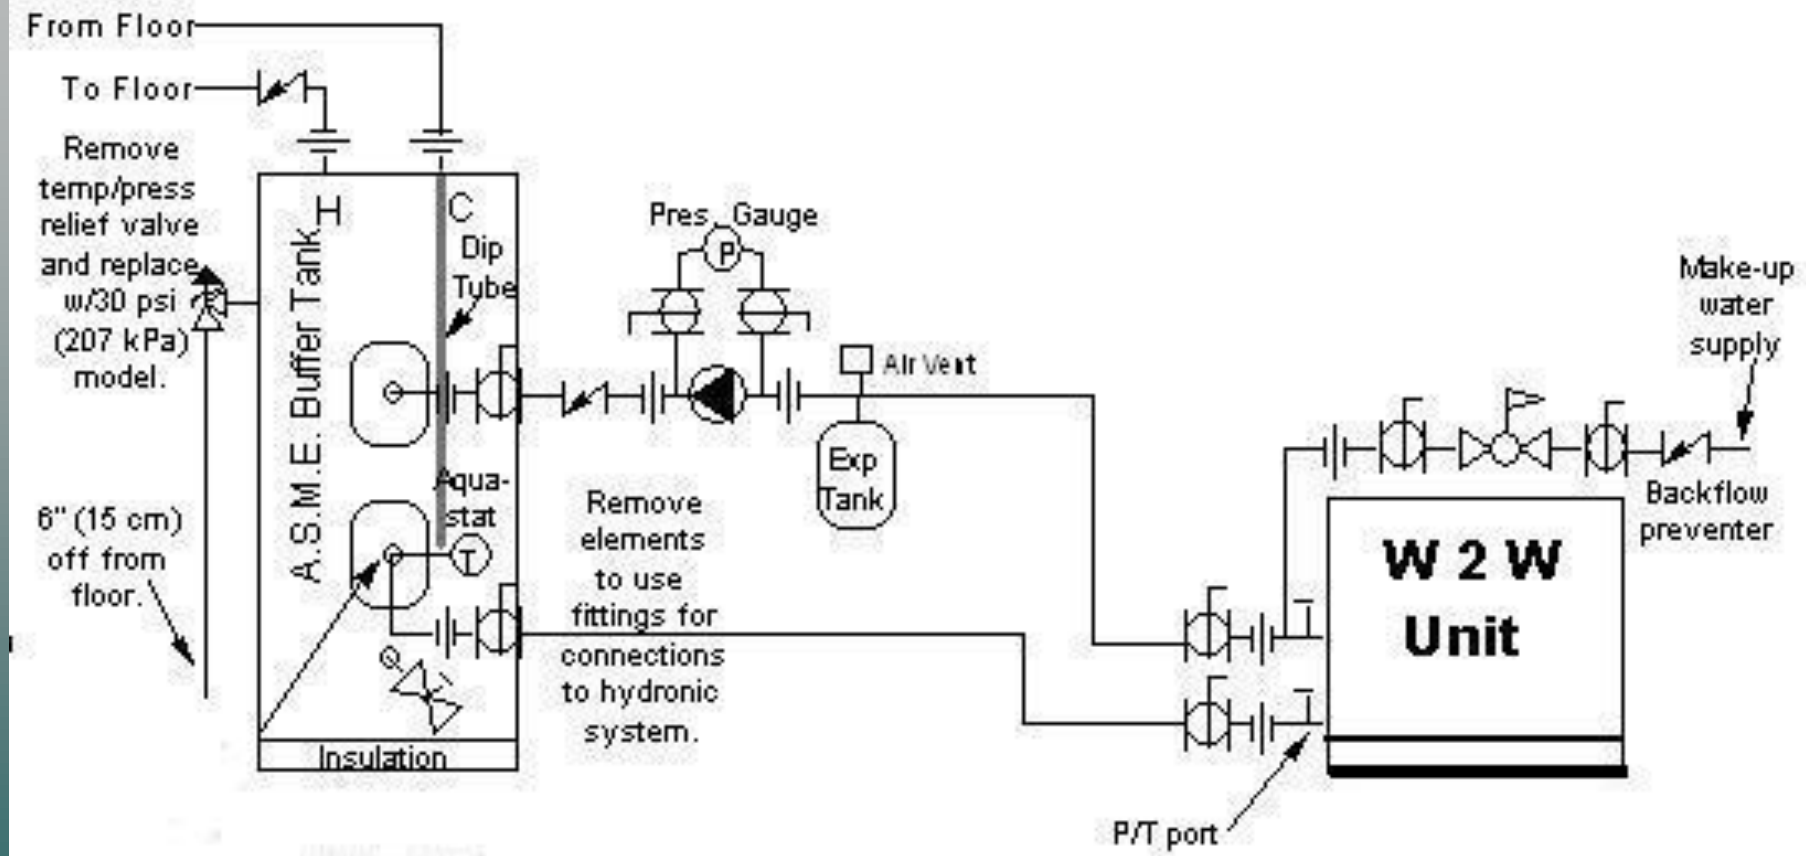 From Floor
To Floor
Remove
temp/press
relief valve
and replace
w/30 psi
(207 kPa)
model.
6" (15 cm)
off from
floor.
H
C
A.S.M.E. Buffer Tank
Dip
Tube
Aqua-
stat
T
Insulation
Pres. Gauge
P
Air Vent
Exp
Tank
Remove
elements
to use
fittings for
connections
to hydronic
system.
Make-up
water
supply
Backflow
preventer
W 2 W
Unit
P/T port